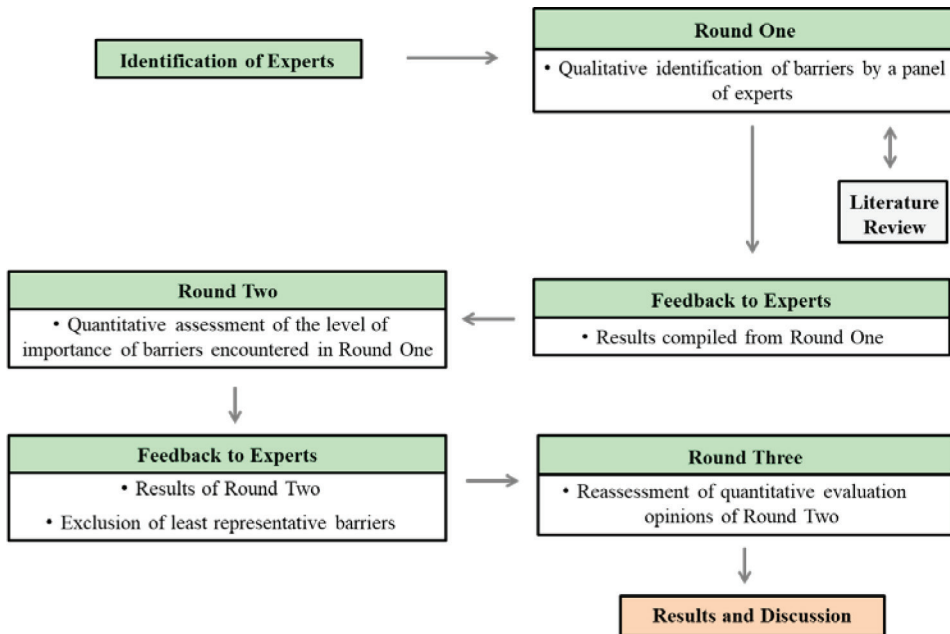 Identification of Experts
Round One
• Qualitative identification of barriers by a panel
of experts
Literature
Review
Feedback to Experts
• Results compiled from Round One
Round Two
• Quantitative assessment of the level of
importance of barriers encountered in Round One
Feedback to Experts
• Results of Round Two
• Exclusion of least representative barriers
Round Three
• Reassessment of quantitative evaluation
opinions of Round Two
Results and Discussion